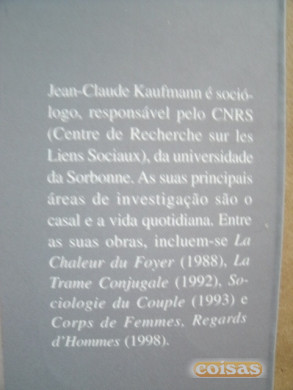 Jean-Claude Kaufmann é soció-
logo, responsável pelo CNRS
(Centre de Recherche sur les
Liens Sociaux), da universidade
da Sorbonne. As suas principais
áreas de investigação são o
casal e a vida quotidiana. Entre
as suas obras, incluem-se La
Chaleur du Foyer (1988), La
Trame Conjugale (1992), So-
ciologie du Couple (1993) e
Corps de Femmes, Regards
d'Hommes (1998).
coisas